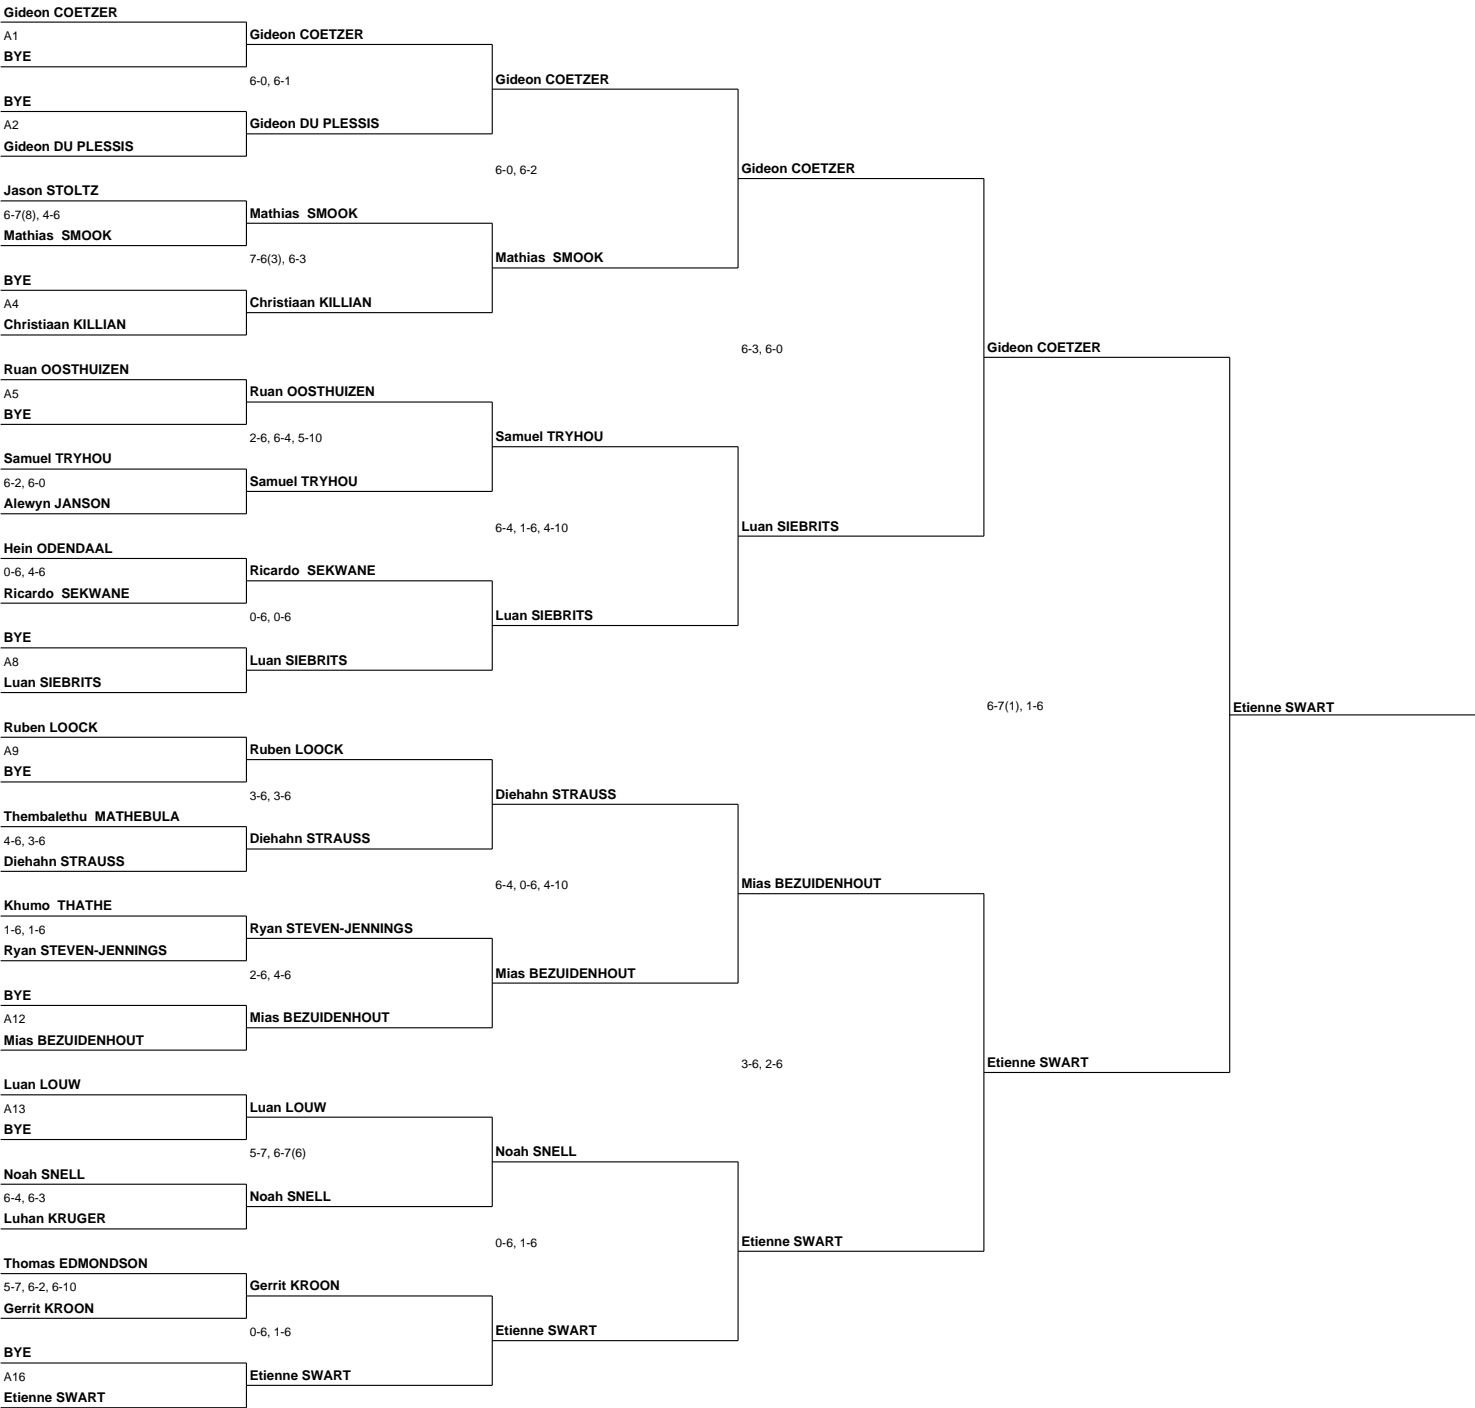 Gideon COETZER
A1
BYE
BYE
A2
Gideon DU PLESSIS
Jason STOLTZ
6-7(8), 4-6
Mathias  SMOOK
BYE
A4
Christiaan KILLIAN
Ruan OOSTHUIZEN
A5
BYE
Samuel TRYHOU
6-2, 6-0
Alewyn JANSON
Hein ODENDAAL
0-6, 4-6
Ricardo  SEKWANE
BYE
A8
Luan SIEBRITS
Ruben LOOCK
A9
BYE
Thembalethu  MATHEBULA
4-6, 3-6
Diehahn STRAUSS
Khumo  THATHE
1-6, 1-6
Ryan STEVEN-JENNINGS
BYE
A12
Mias BEZUIDENHOUT
Luan LOUW
A13
BYE
Noah SNELL
6-4, 6-3
Luhan KRUGER
Thomas EDMONDSON
5-7, 6-2, 6-10
Gerrit KROON
BYE
A16
Etienne SWART
Gideon COETZER
6-0, 6-1
Gideon DU PLESSIS
Mathias  SMOOK
7-6(3), 6-3
Christiaan KILLIAN
Ruan OOSTHUIZEN
2-6, 6-4, 5-10
Samuel TRYHOU
Ricardo  SEKWANE
0-6, 0-6
Luan SIEBRITS
Ruben LOOCK
3-6, 3-6
Diehahn STRAUSS
Ryan STEVEN-JENNINGS
2-6, 4-6
Mias BEZUIDENHOUT
Luan LOUW
5-7, 6-7(6)
Noah SNELL
Gerrit KROON
0-6, 1-6
Etienne SWART
Gideon COETZER
6-0, 6-2
Mathias  SMOOK
Samuel TRYHOU
6-4, 1-6, 4-10
Luan SIEBRITS
Diehahn STRAUSS
6-4, 0-6, 4-10
Mias BEZUIDENHOUT
Noah SNELL
0-6, 1-6
Etienne SWART
Gideon COETZER
6-3, 6-0
Luan SIEBRITS
Mias BEZUIDENHOUT
3-6, 2-6
Etienne SWART
Gideon COETZER
6-7(1), 1-6
Etienne SWART
Etienne SWART